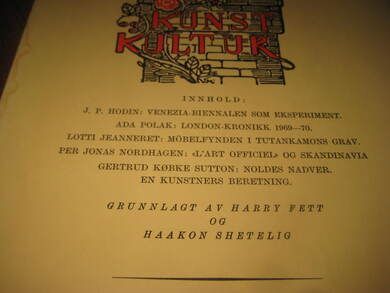 KUNST
KULTUR
INNHOLD:
J. P. HODIN: VENEZIA-BIENNALEN SOM EKSPERIMENT.
ADA POLAK: LONDON-KRONIKK 1969—70.
LOTTI JEANNERET: MÖBELFYNDEN I TUTANKAMONS GRAV.
PER JONAS NORDHAGEN: «L'ART OFFICIEL» OG SKANDINAVIA
GERTRUD KØBKE SUTTON: NOLDES NADVER.
EN KUNSTNERS BERETNING.
GRUNNLAGT AV HARRY FETT
OG
HAAKON SHETELIG